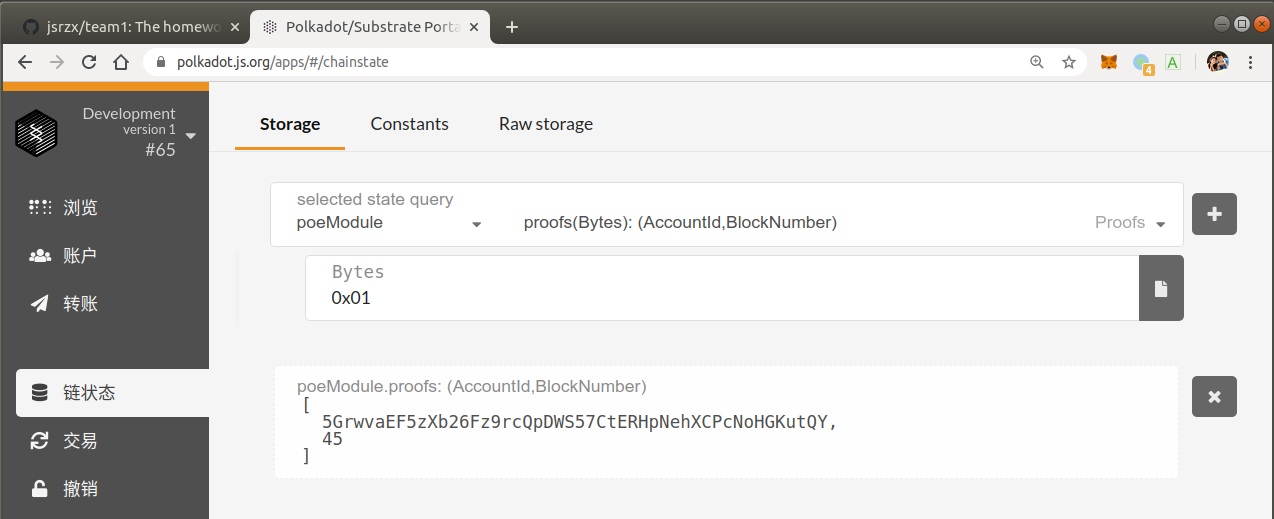 jsrzx/team1: The homewo
Polkadot/Substrate Porta
polkadot.js.org/apps/#/chainstate
4
A
Development
version 1
#65
浏览
账户
转账
链状态
交易
撤销
Storage
Constants
Raw storage
selected state query
poeModule
proofs(Bytes): (AccountId,BlockNumber)
Proofs
Bytes
0x01
poeModule.proofs: (AccountId,BlockNumber)
[
5GrwvaEF5zXb26Fz9rcQpDWS57CtERHpNehXCPcNoHGKutQY,
45
]